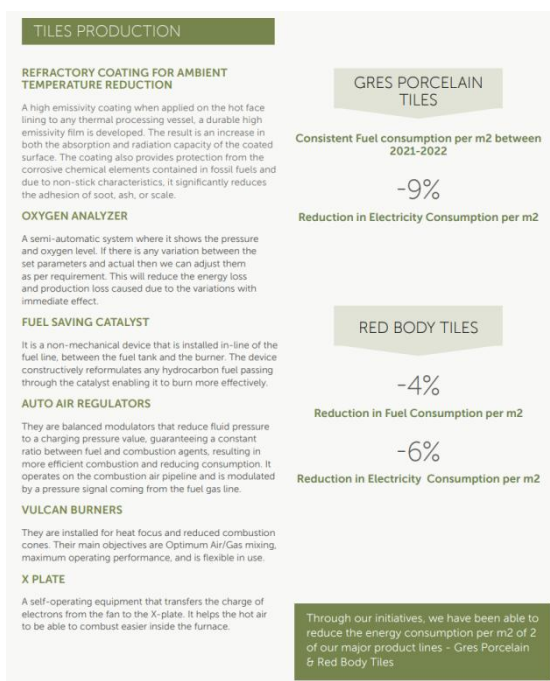 TILES PRODUCTION
REFRACTORY COATING FOR AMBIENT
TEMPERATURE REDUCTION
A high emissivity coating when applied on the hot face
lining to any thermal processing vessel, a durable high
emissivity film is developed. The result is an increase in
both the absorption and radiation capacity of the coated
surface. The coating also provides protection from the
corrosive chemical elements contained in fossil fuels and
due to non-stick characteristics, it significantly reduces
the adhesion of soot, ash, or scale.
OXYGEN ANALYZER
A semi-automatic system where it shows the pressure
and oxygen level. If there is any variation between the
set parameters and actual then we can adjust them
as per requirement. This will reduce the energy loss
and production loss caused due to the variations with
immediate effect.
FUEL SAVING CATALYST
It is a non-mechanical device that is installed in-line of the
fuel line, between the fuel tank and the burner. The device
constructively reformulates any hydrocarbon fuel passing
through the catalyst enabling it to burn more effectively.
AUTO AIR REGULATORS
They are balanced modulators that reduce fluid pressure
to a charging pressure value, guaranteeing a constant
ratio between fuel and combustion agents, resulting in
more efficient combustion and reducing consumption. It
operates on the combustion air pipeline and is modulated
by a pressure signal coming from the fuel gas line.
VULCAN BURNERS
They are installed for heat focus and reduced combustion
cones. Their main objectives are Optimum Air/Gas mixing,
maximum operating performance, and is flexible in use.
X PLATE
A self-operating equipment that transfers the charge of
electrons from the fan to the X-plate. It helps the hot air
to be able to combust easier inside the furnace.
GRES PORCELAIN
TILES
Consistent Fuel consumption per m2 between
2021-2022
-9%
Reduction in Electricity Consumption per m2
RED BODY TILES
-4%
Reduction in Fuel Consumption per m2
-6%
Reduction in Electricity Consumption per m2
Through our initiatives, we have been able to
reduce the energy consumption per m2 of 2
of our major product lines - Gres Porcelain
& Red Body Tiles